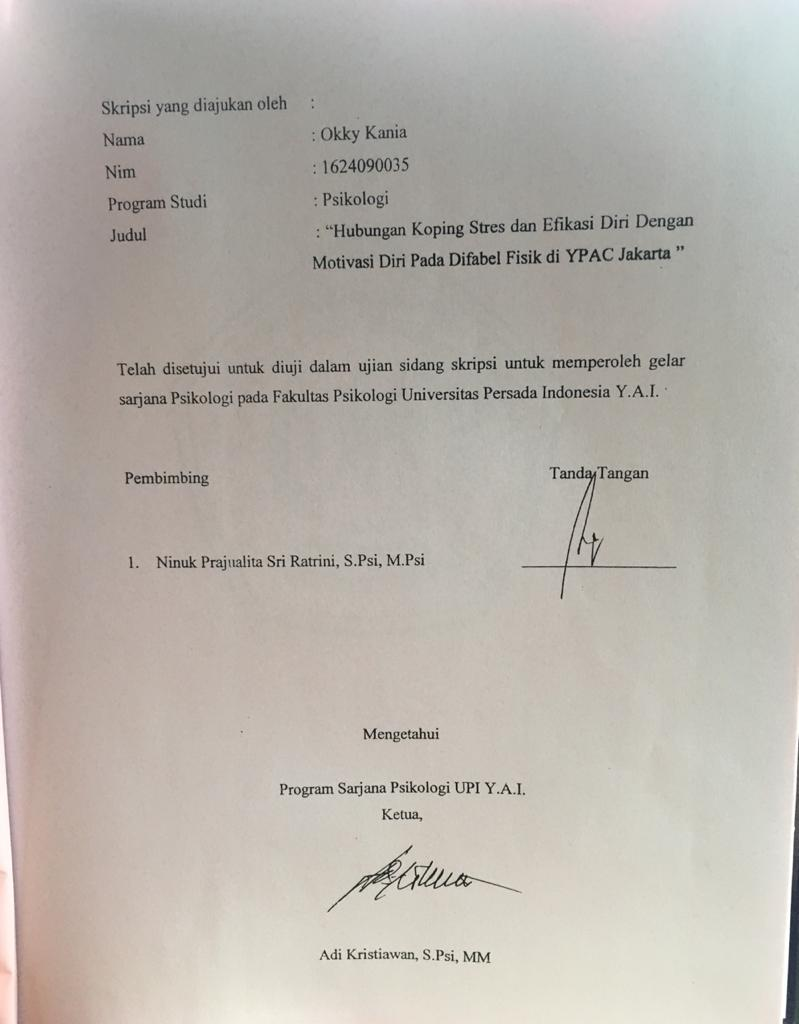 Skripsi yang diajukan oleh :
Nama : Okky Kania
Nim : 1624090035
Program Studi : Psikologi
Judul : “Hubungan Koping Stres dan Efikasi Diri Dengan
Motivasi Diri Pada Difabel Fisik di YPAC Jakarta ”
Telah disetujui untuk diuji dalam ujian sidang skripsi untuk memperoleh gelar
sarjana Psikologi pada Fakultas Psikologi Universitas Persada Indonesia Y.A.I.
Pembimbing Tanda Tangan
1. Ninuk Prajualita Sri Ratrini, S.Psi, M.Psi
Mengetahui
Program Sarjana Psikologi UPI Y.A.I.
Ketua,
Adi Kristiawan, S.Psi, MM